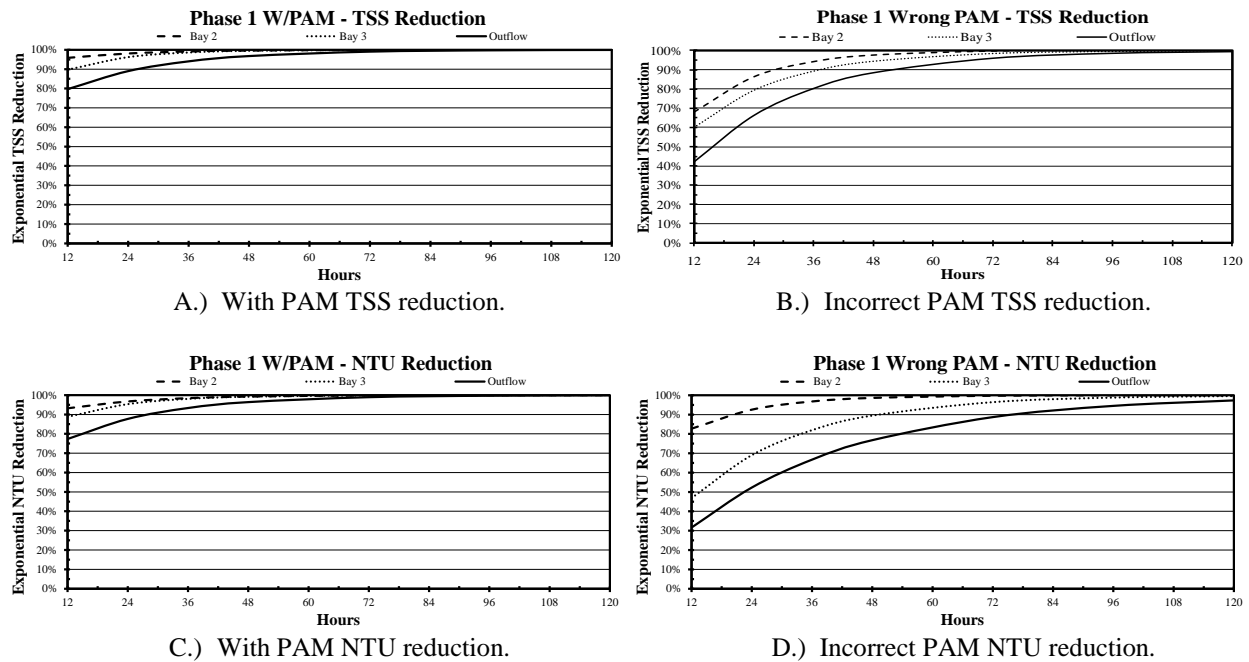 Phase 1 W/PAM - TSS Reduction
Bay 2 Bay 3 Outflow
Exponential TSS Reduction
100%
90%
80%
70%
60%
50%
40%
30%
20%
10%
0%
12 24 36 48 60 72 84 96 108 120
Hours
A.) With PAM TSS reduction.
Phase 1 Wrong PAM - TSS Reduction
Bay 2 Bay 3 Outflow
Exponential TSS Reduction
100%
90%
80%
70%
60%
50%
40%
30%
20%
10%
0%
12 24 36 48 60 72 84 96 108 120
Hours
B.) Incorrect PAM TSS reduction.
Phase 1 W/PAM - NTU Reduction
Bay 2 Bay 3 Outflow
Exponential NTU Reduction
100%
90%
80%
70%
60%
50%
40%
30%
20%
10%
0%
12 24 36 48 60 72 84 96 108 120
Hours
C.) With PAM NTU reduction.
Phase 1 Wrong PAM - NTU Reduction
Bay 2 Bay 3 Outflow
Exponential NTU Reduction
100%
90%
80%
70%
60%
50%
40%
30%
20%
10%
0%
12 24 36 48 60 72 84 96 108 120
Hours
D.) Incorrect PAM NTU reduction.